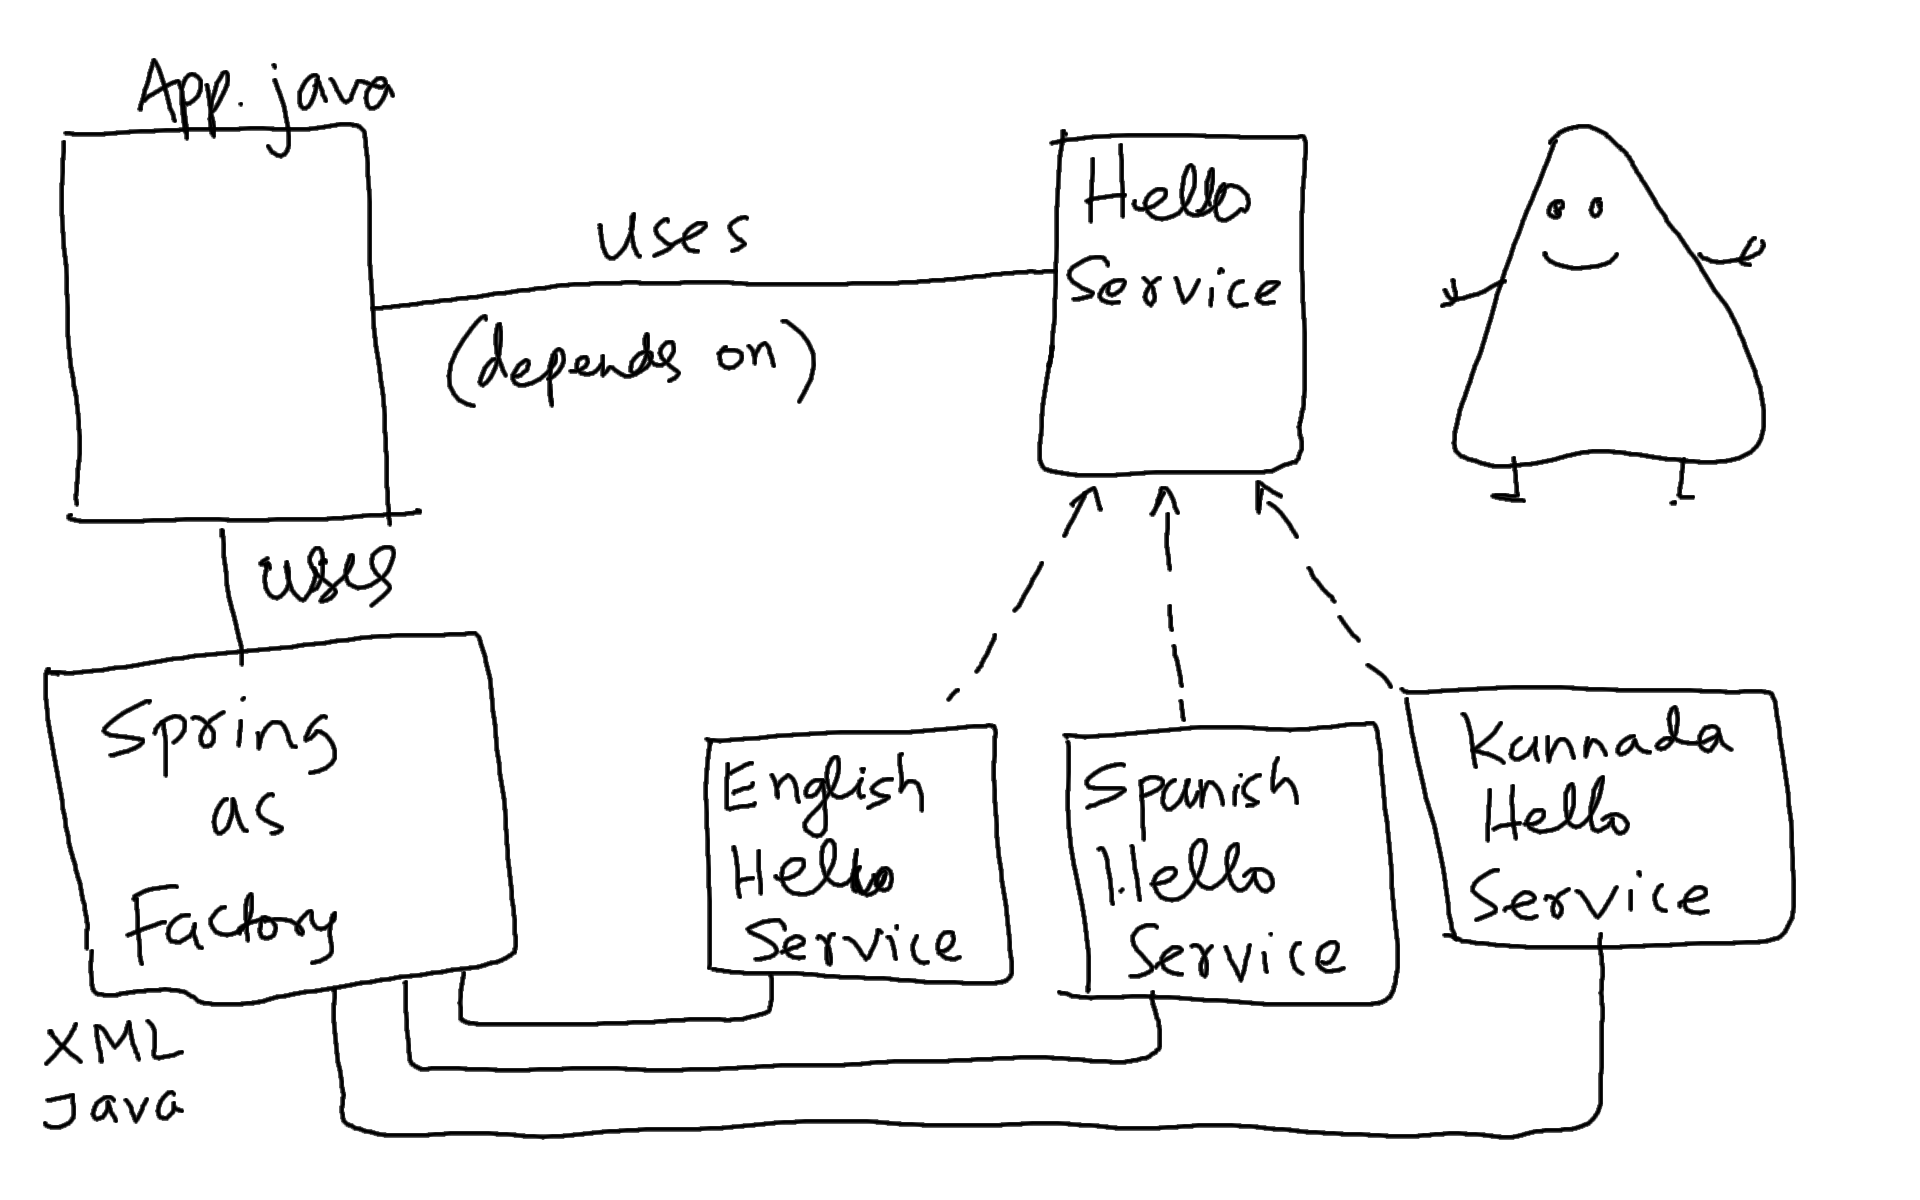 App.java
uses
(depends on)
Hello
Service
uses
Spring
as
Factory
English
Hello
Service
Spanish
Hello
Service
Kannada
Hello
Service
XML
Java